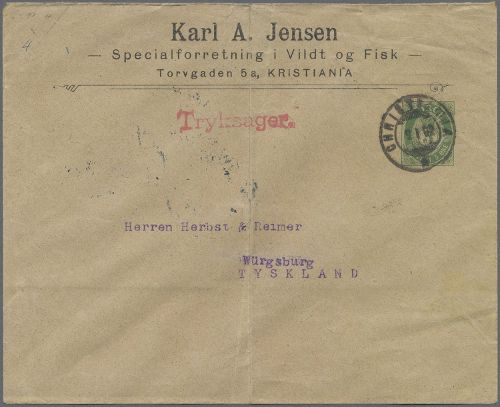 Karl A. Jensen
— Specialforretning i Vildt og Fisk —
Torvgaden 5a, KRISTIANIA
Tryksager.
Herren Herbst & Reimer
Würgsburg
TYSKLAND